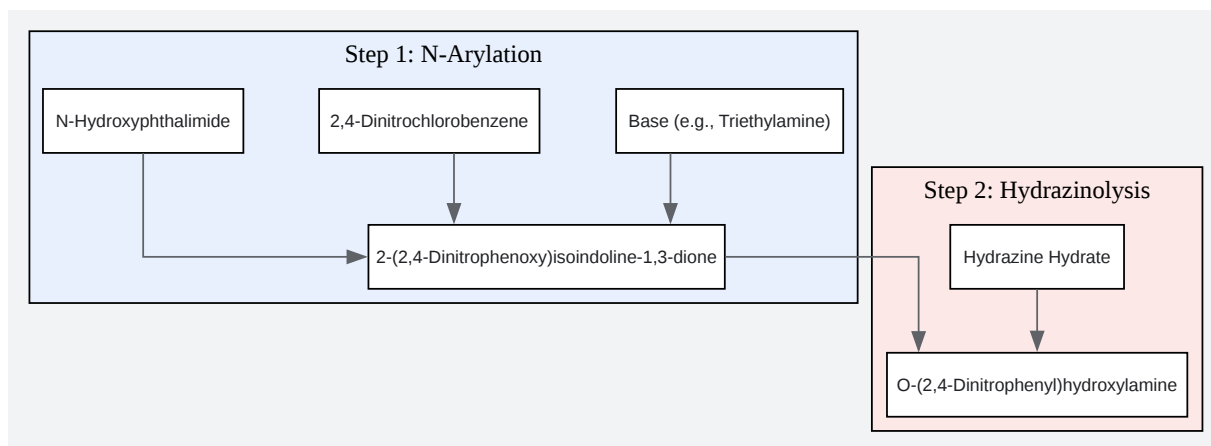 Step 1: N-Arylation
N-Hydroxyphthalimide
2,4-Dinitrochlorobenzene
Base (e.g., Triethylamine)
2-(2,4-Dinitrophenoxy)isoindoline-1,3-dione
Step 2: Hydrazinolysis
Hydrazine Hydrate
O-(2,4-Dinitrophenyl)hydroxylamine